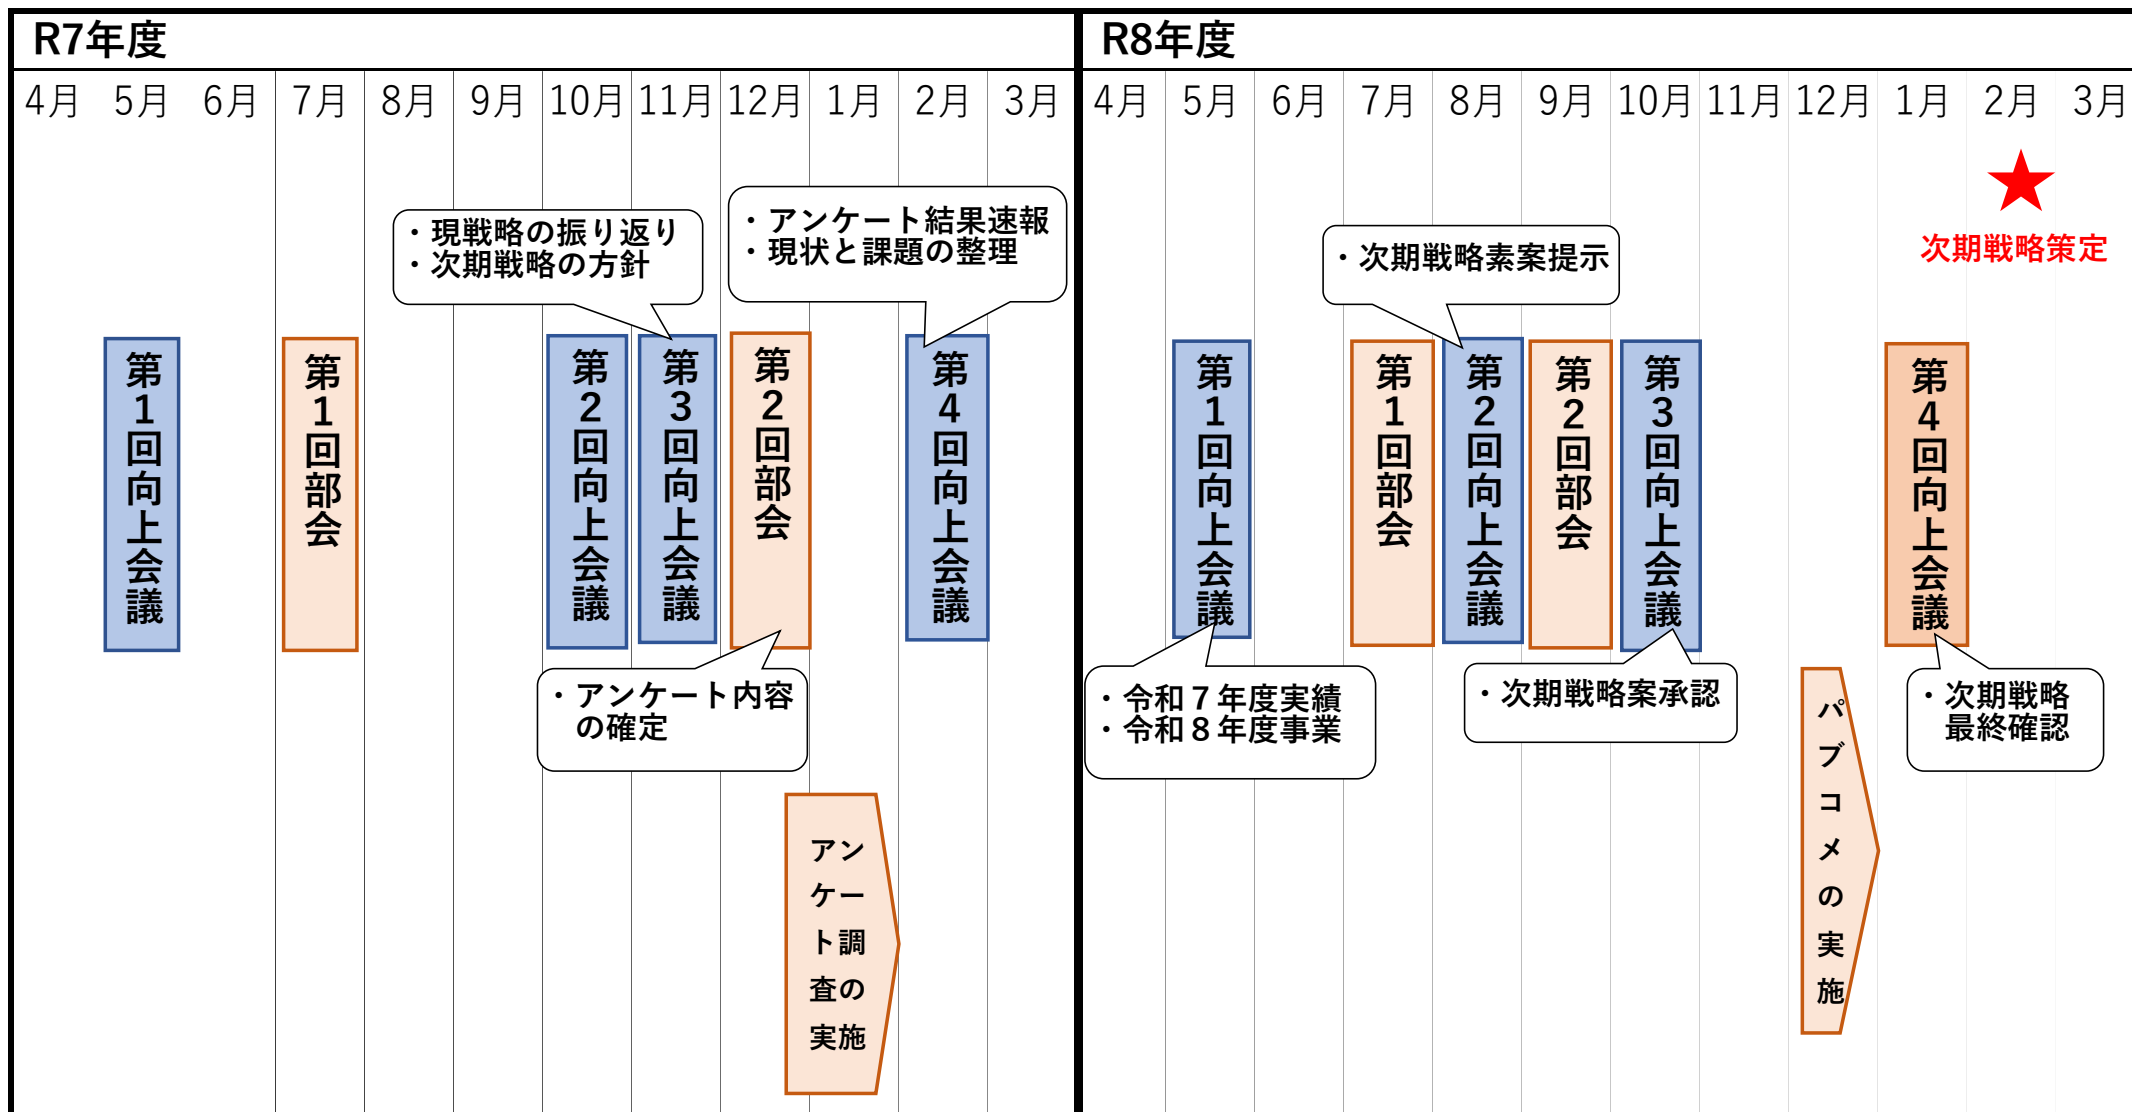 R7年度
R8年度
4月 5月 6月 7月 8月 9月 10月 11月 12月 1月 2月 3月
4月 5月 6月 7月 8月 9月 10月 11月 12月 1月 2月 3月
・現戦略の振り返り
・次期戦略の方針
・アンケート結果速報
・現状と課題の整理
・次期戦略素案提示
次期戦略策定
第1回向上会議
第1回部会
第2回向上会議
第3回向上会議
第2回部会
第4回向上会議
第1回向上会議
第1回部会
第2回向上会議
第2回部会
第3回向上会議
第4回向上会議
・アンケート内容
の確定
・令和７年度実績
・令和８年度事業
・次期戦略案承認
・次期戦略
最終確認
アン
ケー
ト調
査の
実施
パブコメの実施